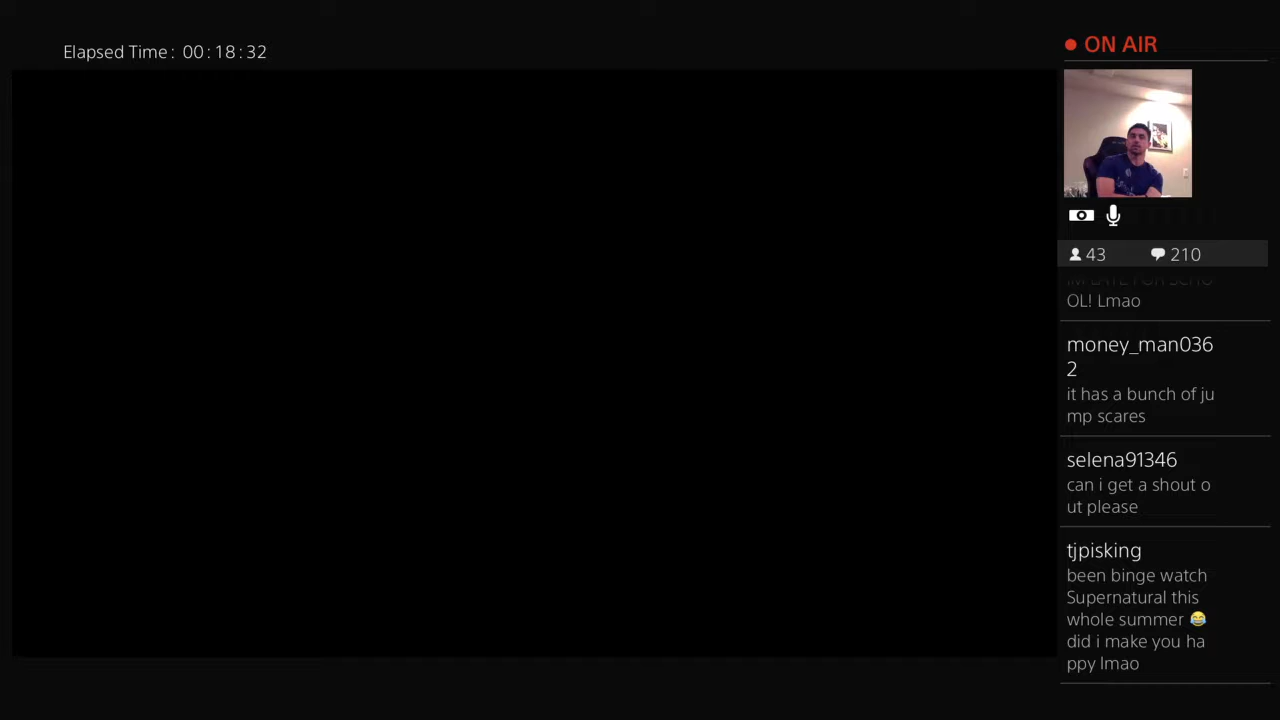 Elapsed Time: 00:18:32
ON AIR
43 210
OL! Lmao
money_man036
2
it has a bunch of ju
mp scares
selena91346
can i get a shout o
ut please
tjpisking
been binge watch
Supernatural this
whole summer 😂
did i make you ha
ppy lmao